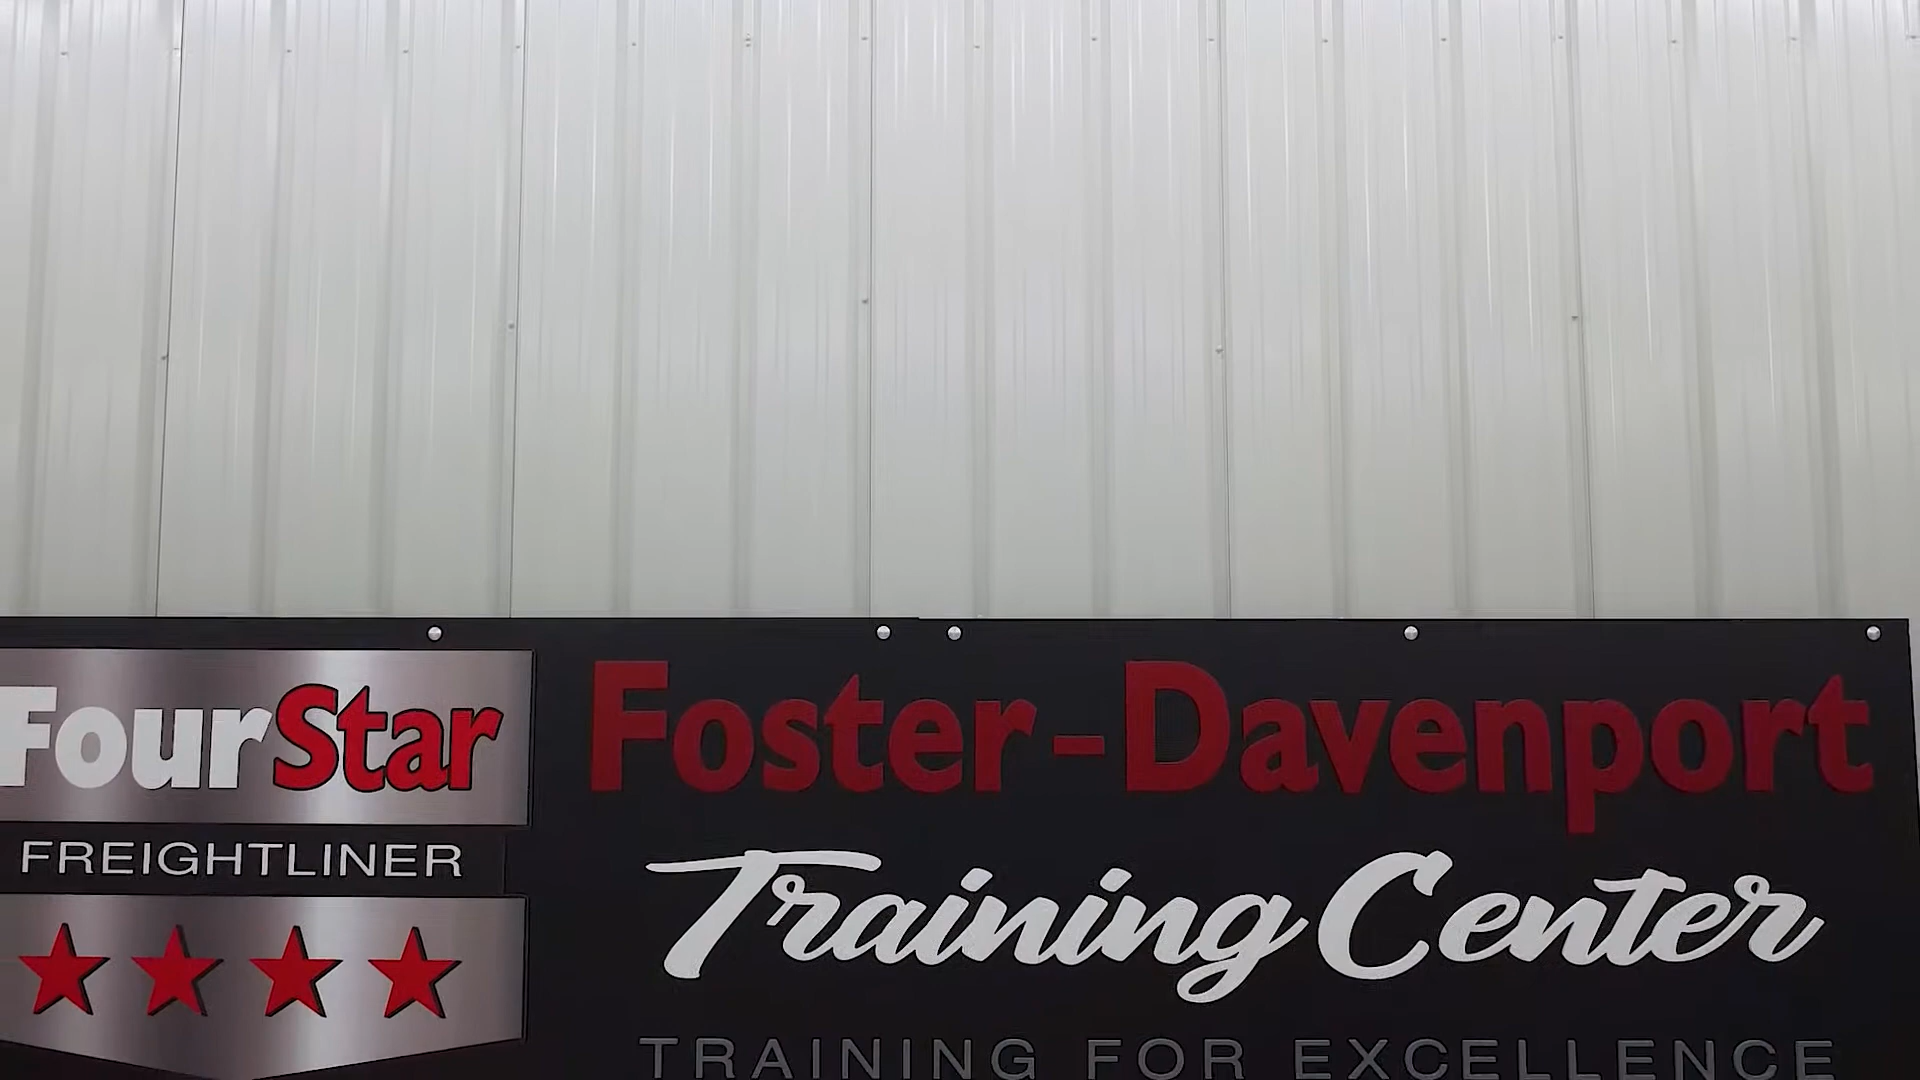 FourStar
FREIGHTLINER
Foster-Davenport
Training Center
TRAINING FOR EXCELLENCE